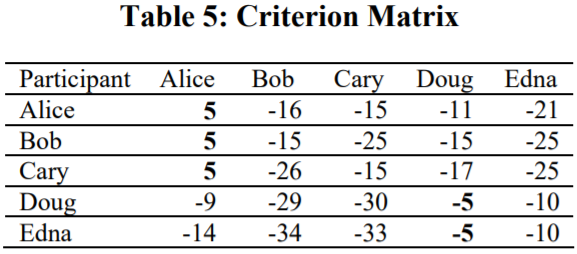 Table 5: Criterion Matrix
Participant Alice Bob Cary Doug Edna
Alice 5 -16 -15 -11 -21
Bob 5 -15 -25 -15 -25
Cary 5 -26 -15 -17 -25
Doug -9 -29 -30 -5 -10
Edna -14 -34 -33 -5 -10